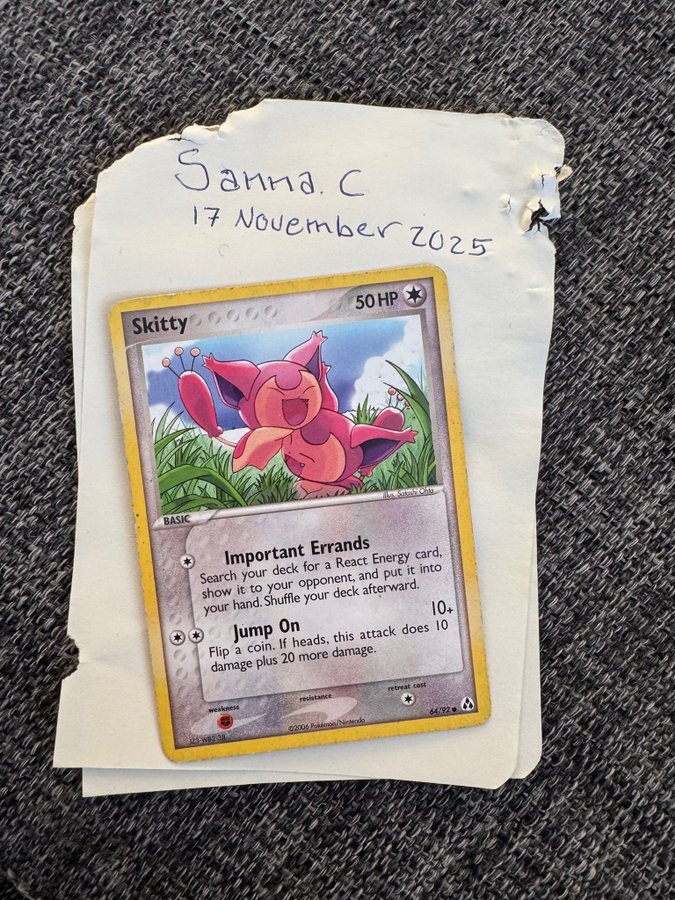 Sanna. C
17 November 2025
Skitty 50 HP
Illus. Satoshi Ohta
BASIC
Important Errands
Search your deck for a React Energy card,
show it to your opponent, and put it into
your hand. Shuffle your deck afterward.
Jump On 10+
Flip a coin. If heads, this attack does 10
damage plus 20 more damage.
weakness resistance retreat cost
©2006 Pokémon/Nintendo 64/92